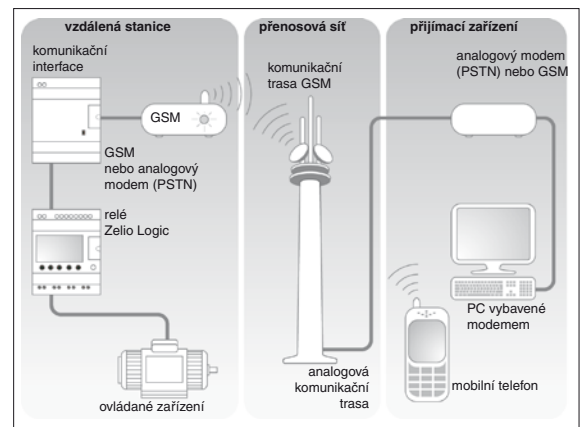 vzdálená stanice
komunikační
interface
GSM
GSM
nebo analogový
modem (PSTN)
relé
Zelio Logic
ovládané zařízení
přenosová síť
komunikační
trasa GSM
analogová
komunikační
trasa
přijímací zařízení
analogový modem
(PSTN) nebo GSM
PC vybavené
modemem
mobilní telefon